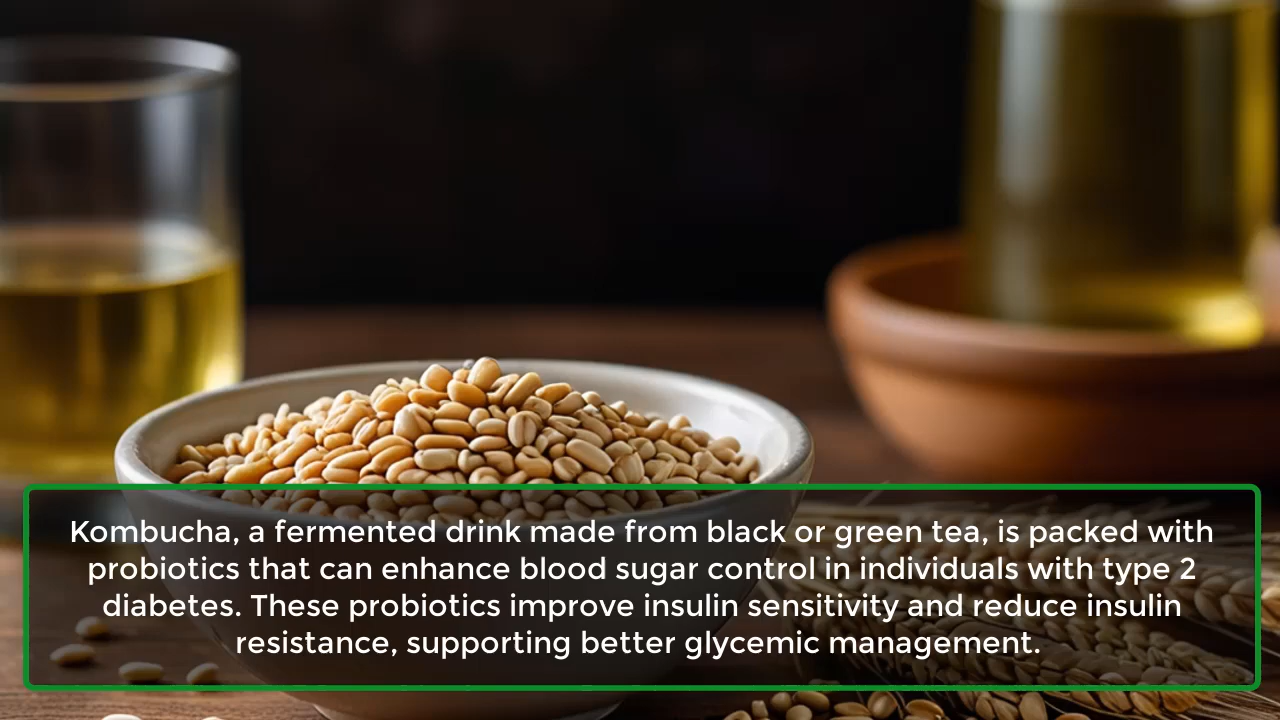 Kombucha, a fermented drink made from black or green tea, is packed with
probiotics that can enhance blood sugar control in individuals with type 2
diabetes. These probiotics improve insulin sensitivity and reduce insulin
resistance, supporting better glycemic management.